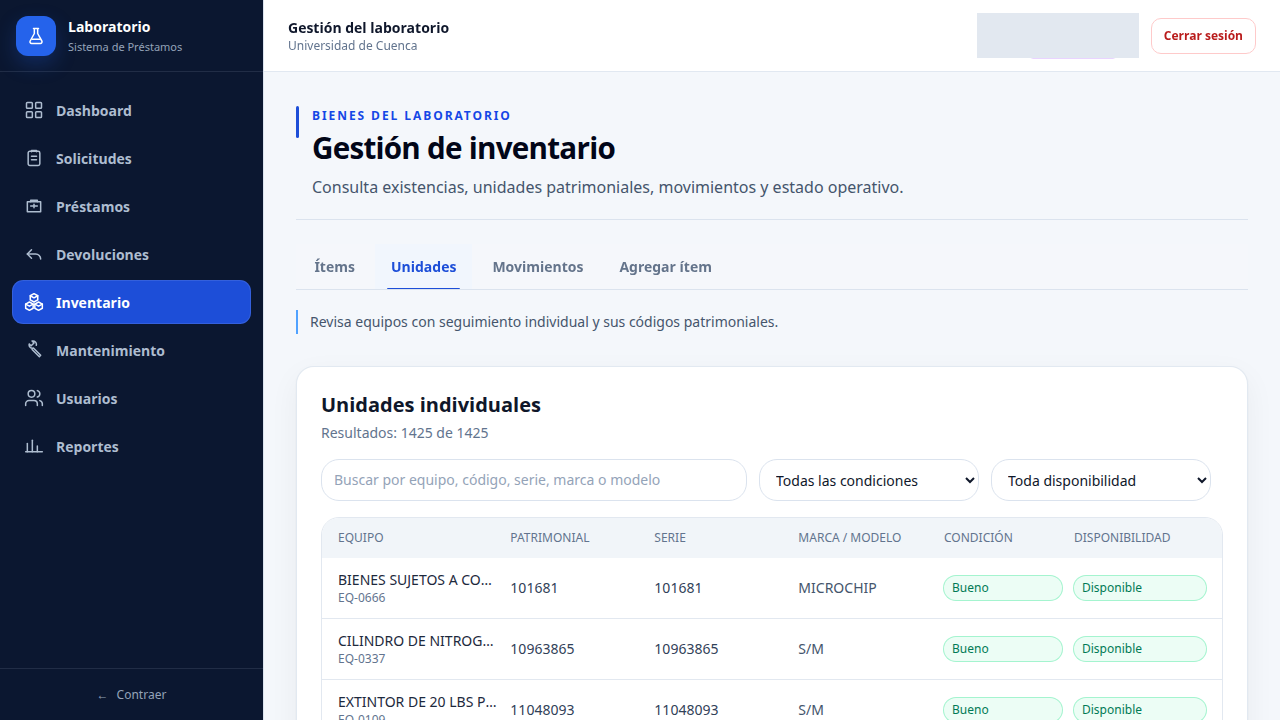 Laboratorio
Sistema de Préstamos
Dashboard
Solicitudes
Préstamos
Devoluciones
Inventario
Mantenimiento
Usuarios
Reportes
← Contraer
Gestión del laboratorio
Universidad de Cuenca
Cerrar sesión
BIENES DEL LABORATORIO
Gestión de inventario
Consulta existencias, unidades patrimoniales, movimientos y estado operativo.
Ítems Unidades Movimientos Agregar ítem
Revisa equipos con seguimiento individual y sus códigos patrimoniales.
Unidades individuales
Resultados: 1425 de 1425
Buscar por equipo, código, serie, marca o modelo Todas las condiciones Toda disponibilidad
EQUIPO PATRIMONIAL SERIE MARCA / MODELO CONDICIÓN DISPONIBILIDAD
BIENES SUJETOS A CO... 101681 101681 MICROCHIP Bueno Disponible
EQ-0666
CILINDRO DE NITROG... 10963865 10963865 S/M Bueno Disponible
EQ-0337
EXTINTOR DE 20 LBS P... 11048093 11048093 S/M Bueno Disponible
EQ-0109